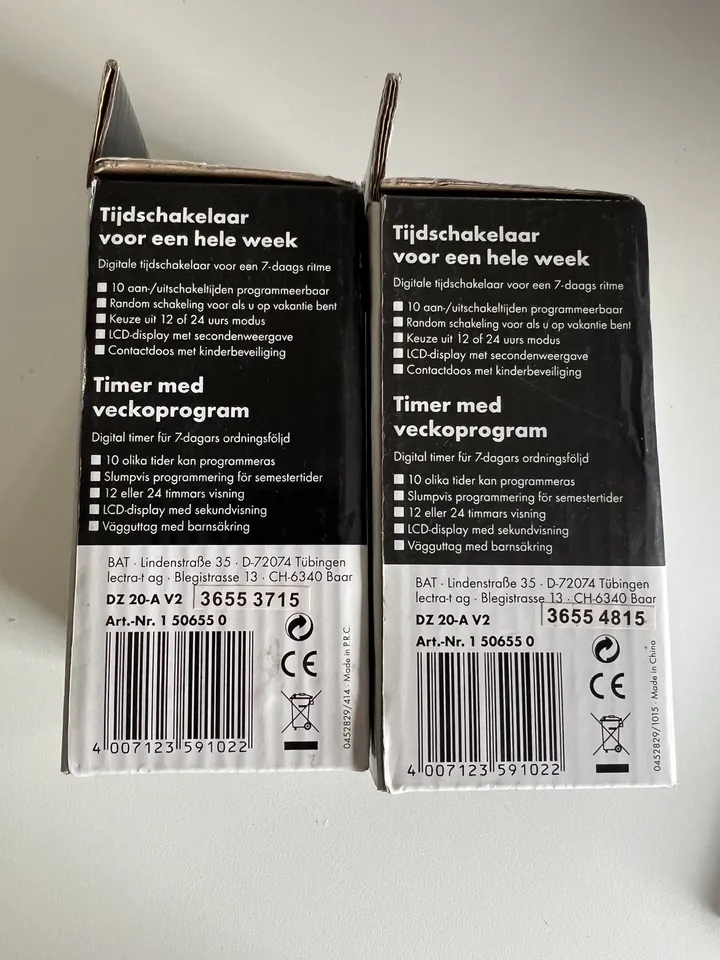 Tijdschakelaar
voor een hele week
Digitale tijdschakelaar voor een 7-daags ritme
10 aan-/uitschakeltijden programmeerbaar
Random schakeling voor als u op vakantie bent
Keuze uit 12 of 24 uurs modus
LCD-display met secondenweergave
Contactdoos met kinderbeveiliging
Timer med
veckoprogram
Digital timer für 7-dagars ordningsföljd
10 olika tider kan programmeras
Slumpvis programmering för semestertider
12 eller 24 timmars visning
LCD-display med sekundvisning
Vägguttag med barnsäkring
BAT · Lindenstraße 35 · D-72074 Tübingen
lectra-t ag · Blegistrasse 13 · CH-6340 Baar
DZ 20-A V2 3655 3715
Art.-Nr. 1 50655 0
CE
4 007123 591022
0452829/414 · Made in P.R.C.
Tijdschakelaar
voor een hele week
Digitale tijdschakelaar voor een 7-daags ritme
10 aan-/uitschakeltijden programmeerbaar
Random schakeling voor als u op vakantie bent
Keuze uit 12 of 24 uurs modus
LCD-display met secondenweergave
Contactdoos met kinderbeveiliging
Timer med
veckoprogram
Digital timer für 7-dagars ordningsföljd
10 olika tider kan programmeras
Slumpvis programmering för semestertider
12 eller 24 timmars visning
LCD-display med sekundvisning
Vägguttag med barnsäkring
BAT · Lindenstraße 35 · D-72074 Tübingen
lectra-t ag · Blegistrasse 13 · CH-6340 Baar
DZ 20-A V2 3655 4815
Art.-Nr. 1 50655 0
CE
4 007123 591022
0452829/1015 · Made in China